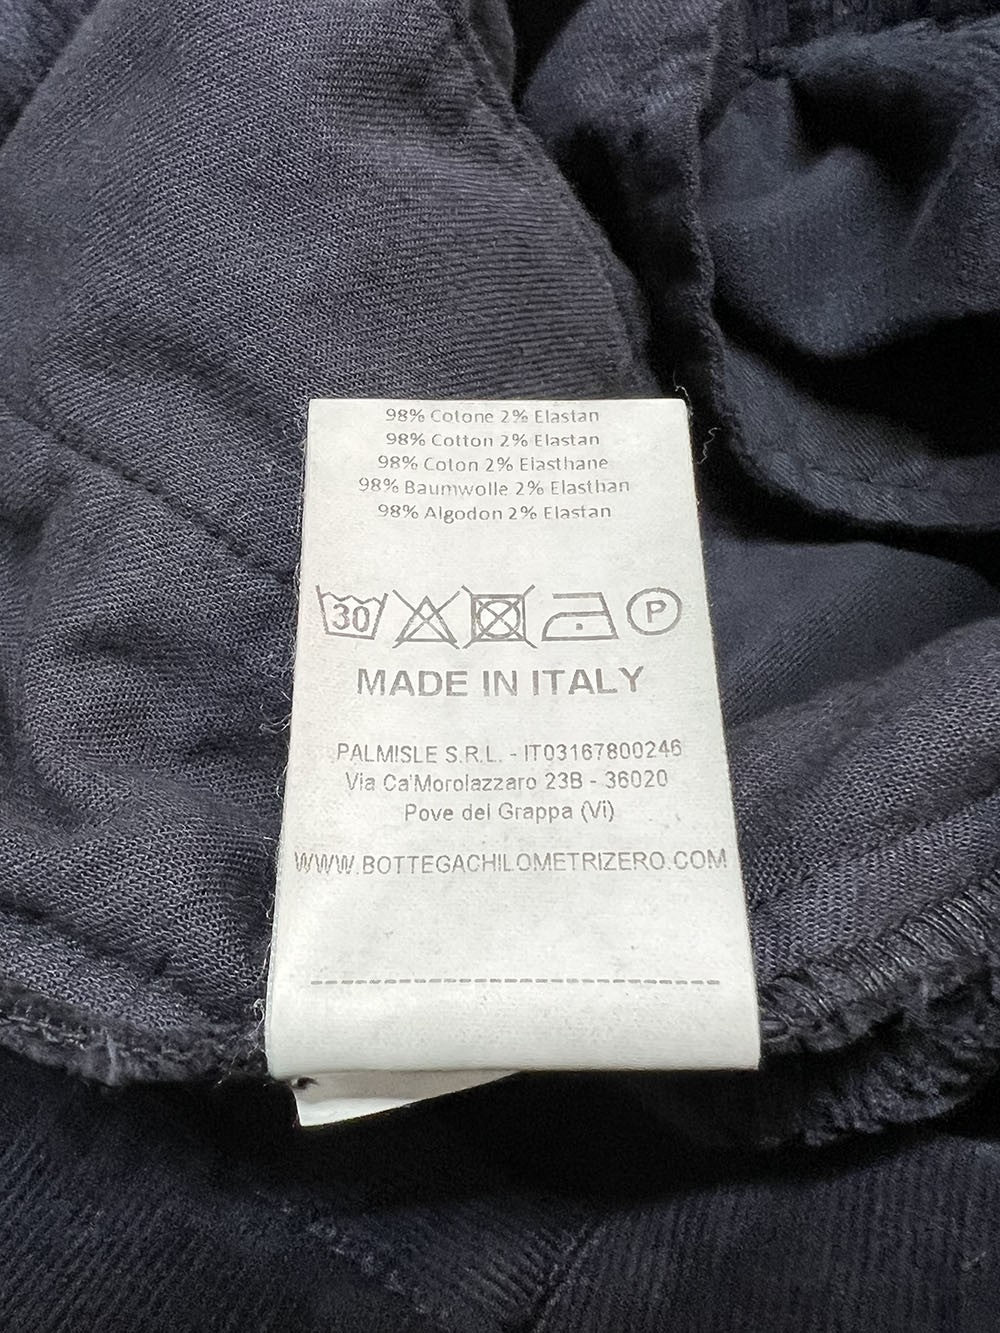 98% Cotone 2% Elastan
98% Cotton 2% Elastan
98% Coton 2% Elasthane
98% Baumwolle 2% Elasthan
98% Algodon 2% Elastan
30 P
MADE IN ITALY
PALMISLE S.R.L. - IT03167800246
Via Ca'Morolazzaro 23B - 36020
Pove del Grappa (Vi)
WWW.BOTTEGACHILOMETRIZERO.COM